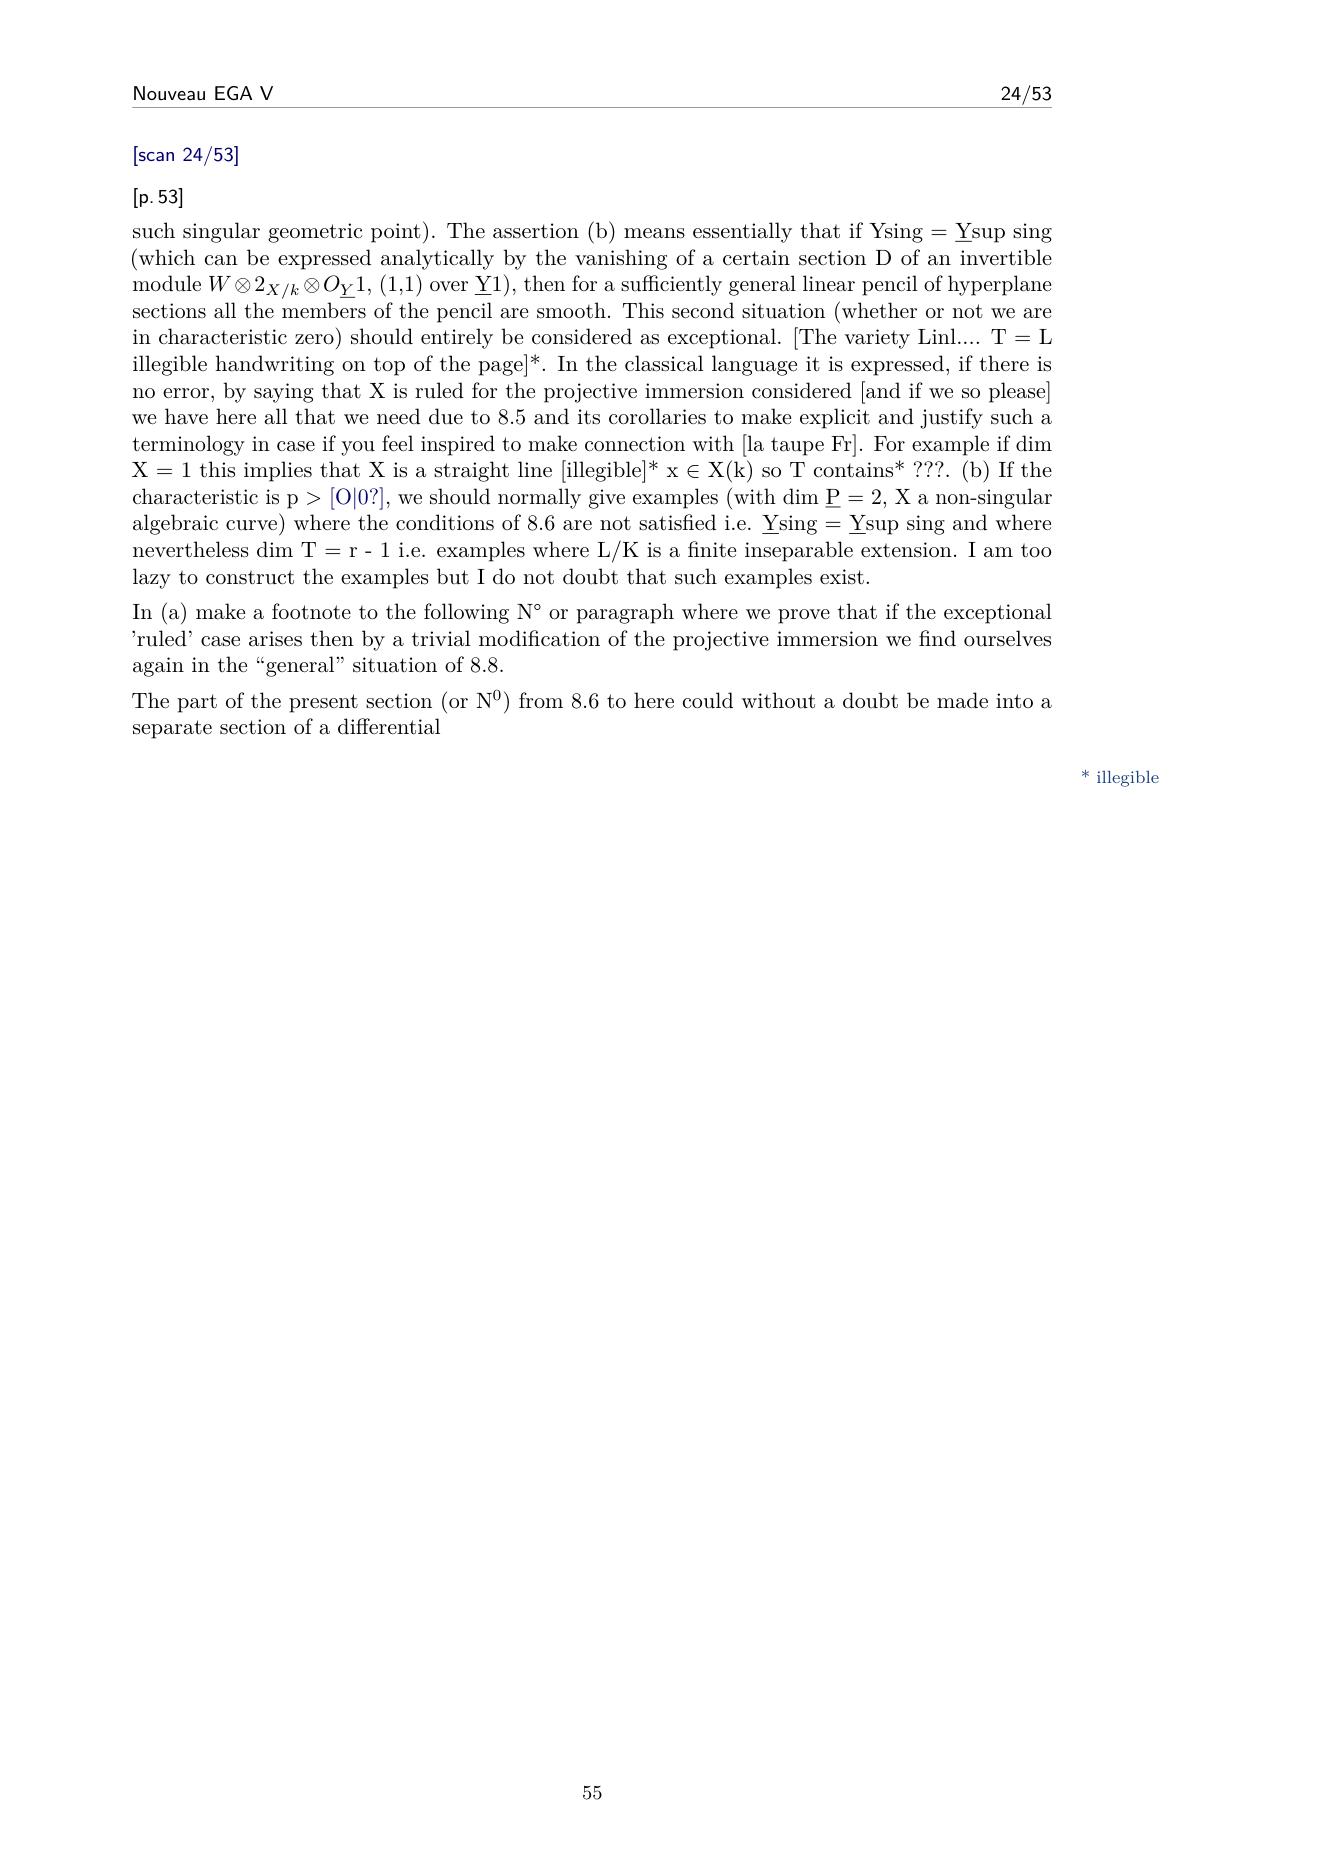 Nouveau EGA V 24/53
[scan 24/53]
[p. 53]
such singular geometric point). The assertion (b) means essentially that if Ysing = Y̲sup sing
(which can be expressed analytically by the vanishing of a certain section D of an invertible
module W ⊗ 2_{X/k} ⊗ O_{Y̲}1, (1,1) over Y̲1), then for a sufficiently general linear pencil of hyperplane
sections all the members of the pencil are smooth. This second situation (whether or not we are
in characteristic zero) should entirely be considered as exceptional. [The variety Linl.... T = L
illegible handwriting on top of the page]*. In the classical language it is expressed, if there is
no error, by saying that X is ruled for the projective immersion considered [and if we so please]
we have here all that we need due to 8.5 and its corollaries to make explicit and justify such a
terminology in case if you feel inspired to make connection with [la taupe Fr]. For example if dim
X = 1 this implies that X is a straight line [illegible]* x ∈ X(k) so T contains* ???. (b) If the
characteristic is p > [O|0?], we should normally give examples (with dim P̲ = 2, X a non-singular
algebraic curve) where the conditions of 8.6 are not satisfied i.e. Y̲sing = Y̲sup sing and where
nevertheless dim T = r - 1 i.e. examples where L/K is a finite inseparable extension. I am too
lazy to construct the examples but I do not doubt that such examples exist.
In (a) make a footnote to the following N° or paragraph where we prove that if the exceptional
’ruled’ case arises then by a trivial modification of the projective immersion we find ourselves
again in the “general” situation of 8.8.
The part of the present section (or N⁰) from 8.6 to here could without a doubt be made into a
separate section of a differential
* illegible
55